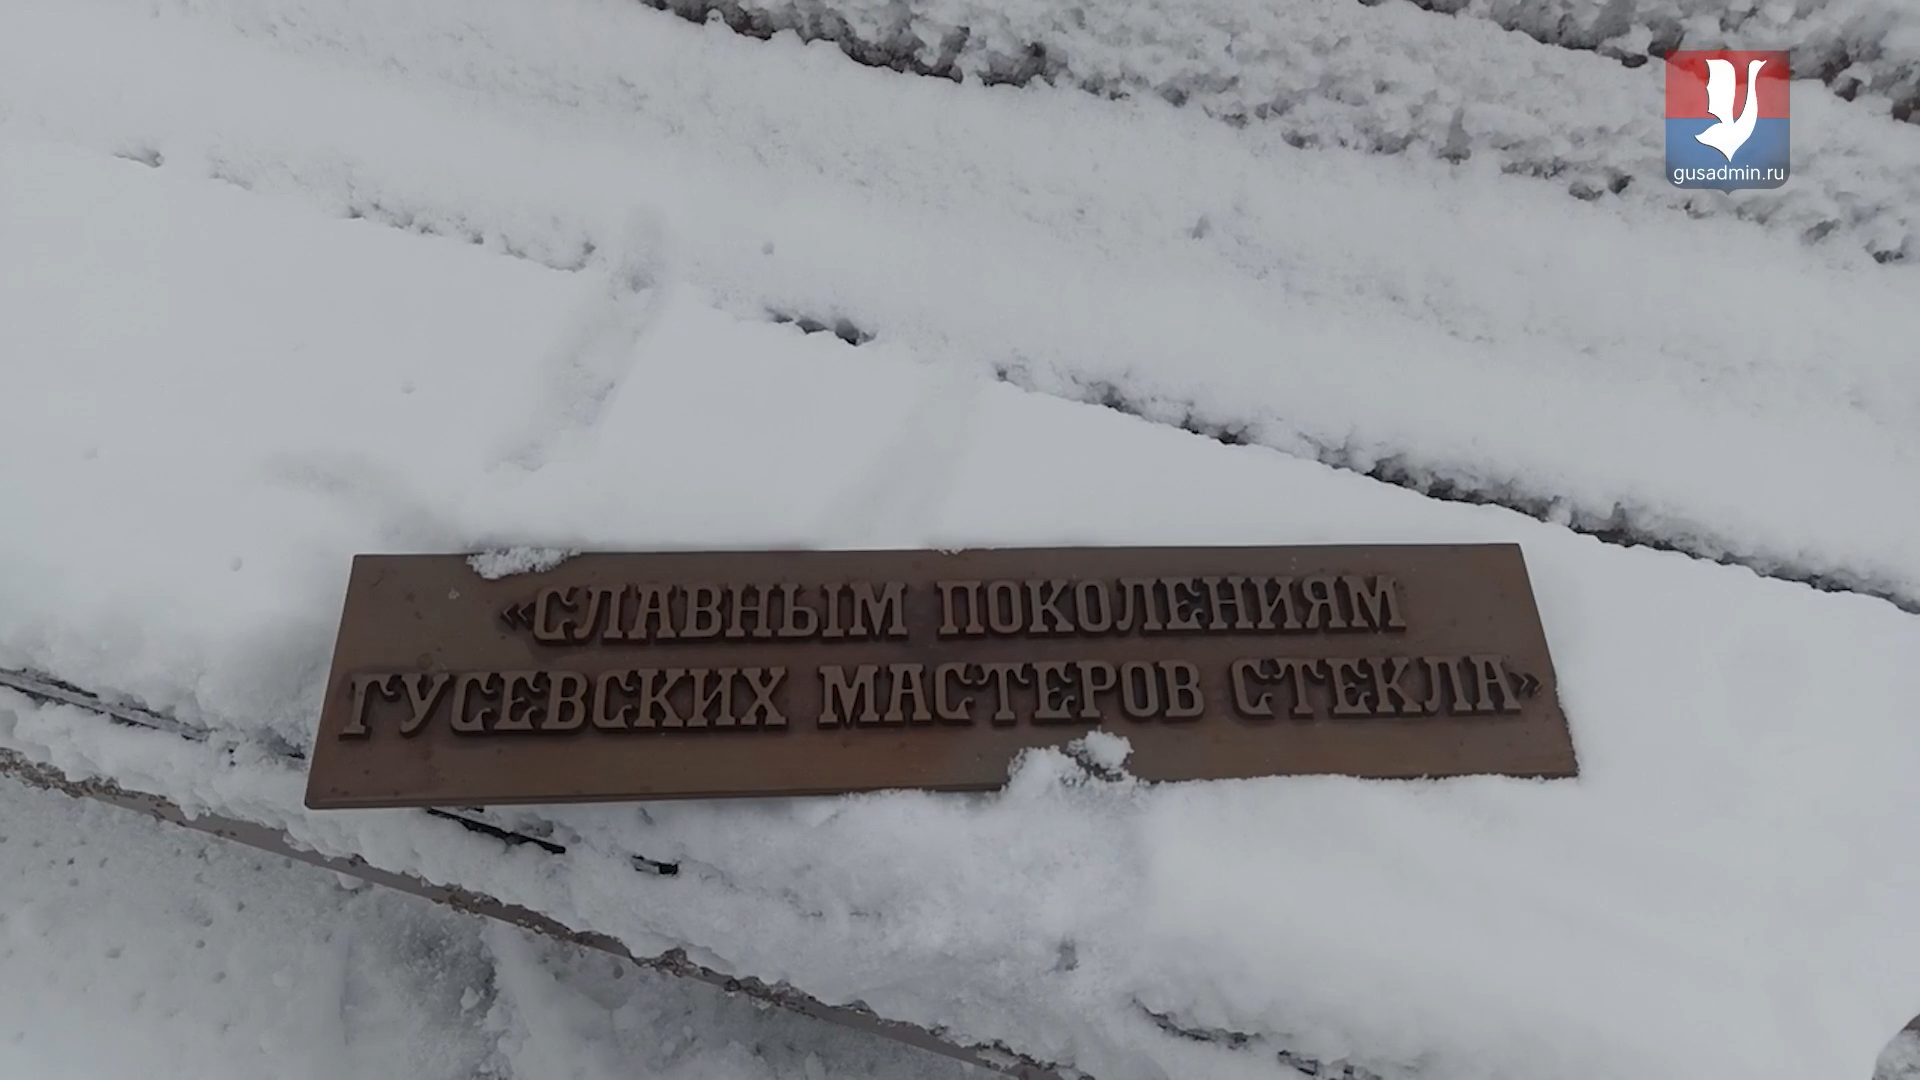 gusadmin.ru
«СЛАВНЫМ ПОКОЛЕНИЯМ
ГУСЕВСКИХ МАСТЕРОВ СТЕКЛА»